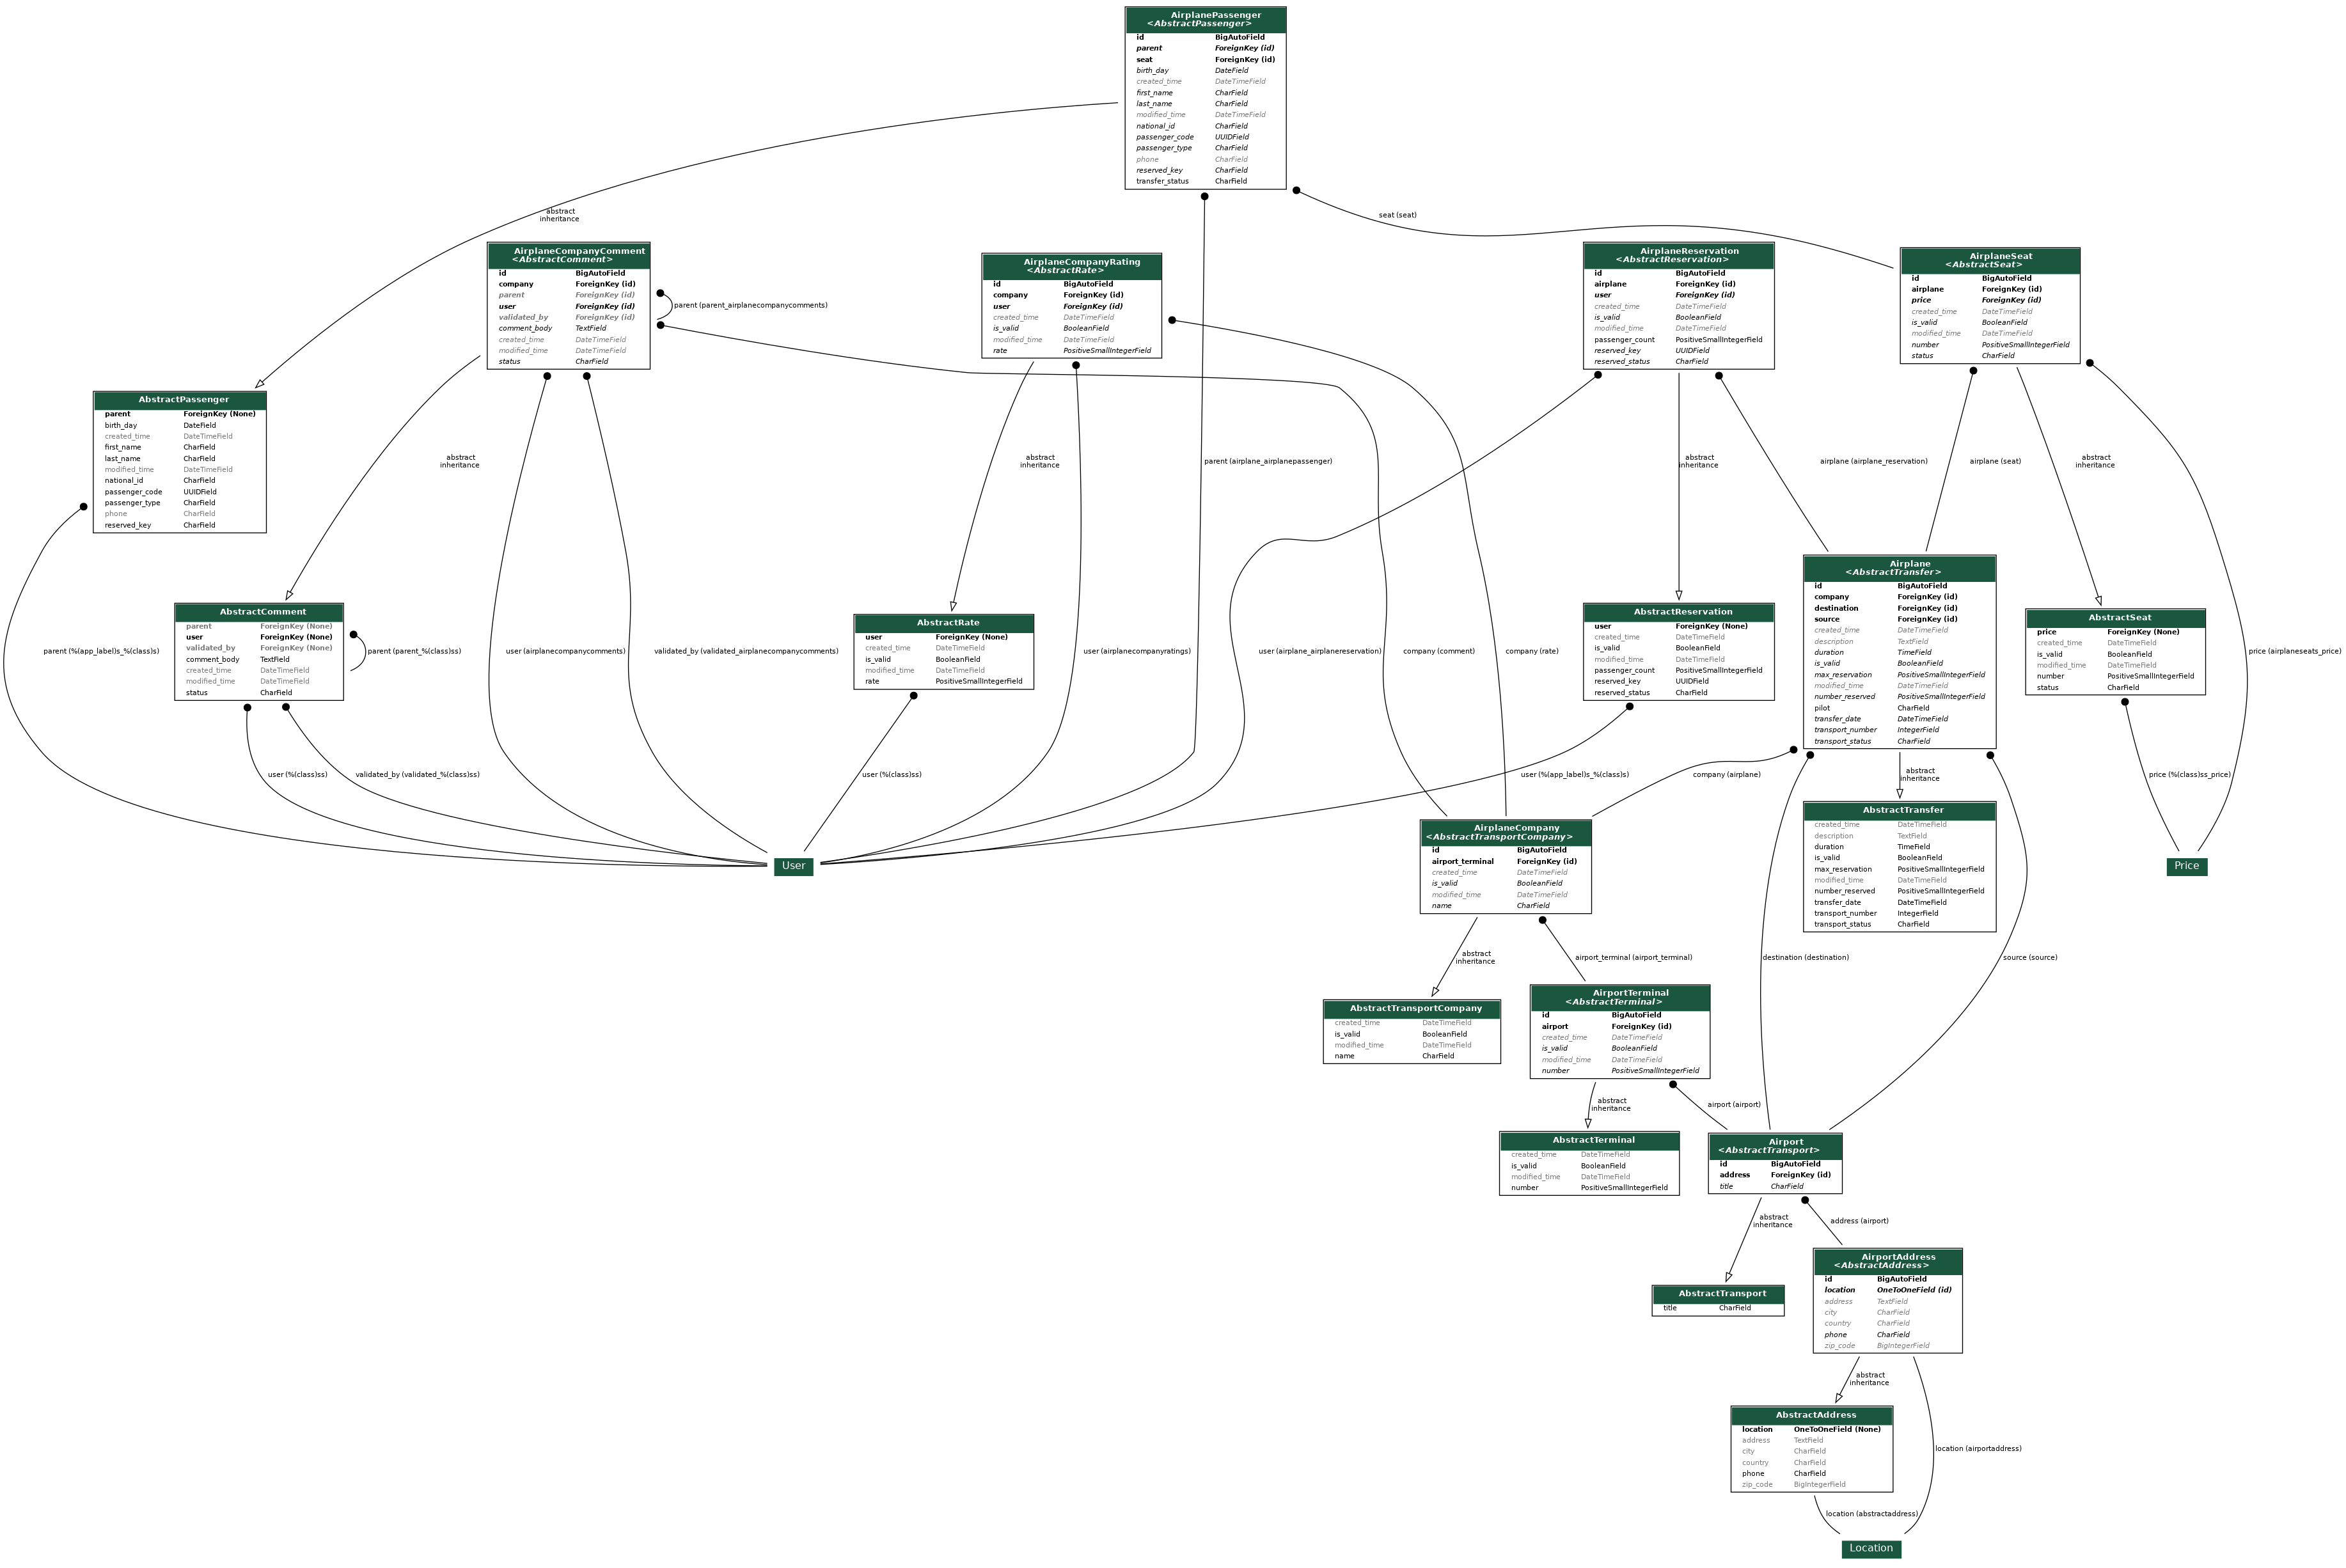 AirplanePassenger
<AbstractPassenger>
id BigAutoField
parent ForeignKey (id)
seat ForeignKey (id)
birth_day DateField
created_time DateTimeField
first_name CharField
last_name CharField
modified_time DateTimeField
national_id CharField
passenger_code UUIDField
passenger_type CharField
phone CharField
reserved_key CharField
transfer_status CharField
abstract
inheritance
seat (seat)
AirplaneCompanyComment
<AbstractComment>
id BigAutoField
company ForeignKey (id)
parent ForeignKey (id)
user ForeignKey (id)
validated_by ForeignKey (id)
comment_body TextField
created_time DateTimeField
modified_time DateTimeField
status CharField
parent (parent_airplanecompanycomments)
AirplaneCompanyRating
<AbstractRate>
id BigAutoField
company ForeignKey (id)
user ForeignKey (id)
created_time DateTimeField
is_valid BooleanField
modified_time DateTimeField
rate PositiveSmallIntegerField
AirplaneReservation
<AbstractReservation>
id BigAutoField
airplane ForeignKey (id)
user ForeignKey (id)
created_time DateTimeField
is_valid BooleanField
modified_time DateTimeField
passenger_count PositiveSmallIntegerField
reserved_key UUIDField
reserved_status CharField
AirplaneSeat
<AbstractSeat>
id BigAutoField
airplane ForeignKey (id)
price ForeignKey (id)
created_time DateTimeField
is_valid BooleanField
modified_time DateTimeField
number PositiveSmallIntegerField
status CharField
AbstractPassenger
parent ForeignKey (None)
birth_day DateField
created_time DateTimeField
first_name CharField
last_name CharField
modified_time DateTimeField
national_id CharField
passenger_code UUIDField
passenger_type CharField
phone CharField
reserved_key CharField
abstract
inheritance
abstract
inheritance
parent (airplane_airplanepassenger)
abstract
inheritance
airplane (airplane_reservation)
airplane (seat)
abstract
inheritance
AbstractComment
parent ForeignKey (None)
user ForeignKey (None)
validated_by ForeignKey (None)
comment_body TextField
created_time DateTimeField
modified_time DateTimeField
status CharField
parent (parent_%(class)ss)
AbstractRate
user ForeignKey (None)
created_time DateTimeField
is_valid BooleanField
modified_time DateTimeField
rate PositiveSmallIntegerField
AbstractReservation
user ForeignKey (None)
created_time DateTimeField
is_valid BooleanField
modified_time DateTimeField
passenger_count PositiveSmallIntegerField
reserved_key UUIDField
reserved_status CharField
Airplane
<AbstractTransfer>
id BigAutoField
company ForeignKey (id)
destination ForeignKey (id)
source ForeignKey (id)
created_time DateTimeField
description TextField
duration TimeField
is_valid BooleanField
max_reservation PositiveSmallIntegerField
modified_time DateTimeField
number_reserved PositiveSmallIntegerField
pilot CharField
transfer_date DateTimeField
transport_number IntegerField
transport_status CharField
AbstractSeat
price ForeignKey (None)
created_time DateTimeField
is_valid BooleanField
modified_time DateTimeField
number PositiveSmallIntegerField
status CharField
parent (%(app_label)s_%(class)s)
user (airplanecompanycomments)
validated_by (validated_airplanecompanycomments)
user (airplanecompanyratings)
user (airplane_airplanereservation)
company (comment)
company (rate)
price (airplaneseats_price)
user (%(class)ss)
validated_by (validated_%(class)ss)
user (%(class)ss)
user (%(app_label)s_%(class)s)
company (airplane)
abstract
inheritance
price (%(class)ss_price)
User
AirplaneCompany
<AbstractTransportCompany>
id BigAutoField
airport_terminal ForeignKey (id)
created_time DateTimeField
is_valid BooleanField
modified_time DateTimeField
name CharField
AbstractTransfer
created_time DateTimeField
description TextField
duration TimeField
is_valid BooleanField
max_reservation PositiveSmallIntegerField
modified_time DateTimeField
number_reserved PositiveSmallIntegerField
transfer_date DateTimeField
transport_number IntegerField
transport_status CharField
Price
abstract
inheritance
airport_terminal (airport_terminal)
destination (destination)
source (source)
AbstractTransportCompany
created_time DateTimeField
is_valid BooleanField
modified_time DateTimeField
name CharField
AirportTerminal
<AbstractTerminal>
id BigAutoField
airport ForeignKey (id)
created_time DateTimeField
is_valid BooleanField
modified_time DateTimeField
number PositiveSmallIntegerField
abstract
inheritance
airport (airport)
AbstractTerminal
created_time DateTimeField
is_valid BooleanField
modified_time DateTimeField
number PositiveSmallIntegerField
Airport
<AbstractTransport>
id BigAutoField
address ForeignKey (id)
title CharField
abstract
inheritance
address (airport)
AbstractTransport
title CharField
AirportAddress
<AbstractAddress>
id BigAutoField
location OneToOneField (id)
address TextField
city CharField
country CharField
phone CharField
zip_code BigIntegerField
abstract
inheritance
AbstractAddress
location OneToOneField (None)
address TextField
city CharField
country CharField
phone CharField
zip_code BigIntegerField
location (airportaddress)
location (abstractaddress)
Location